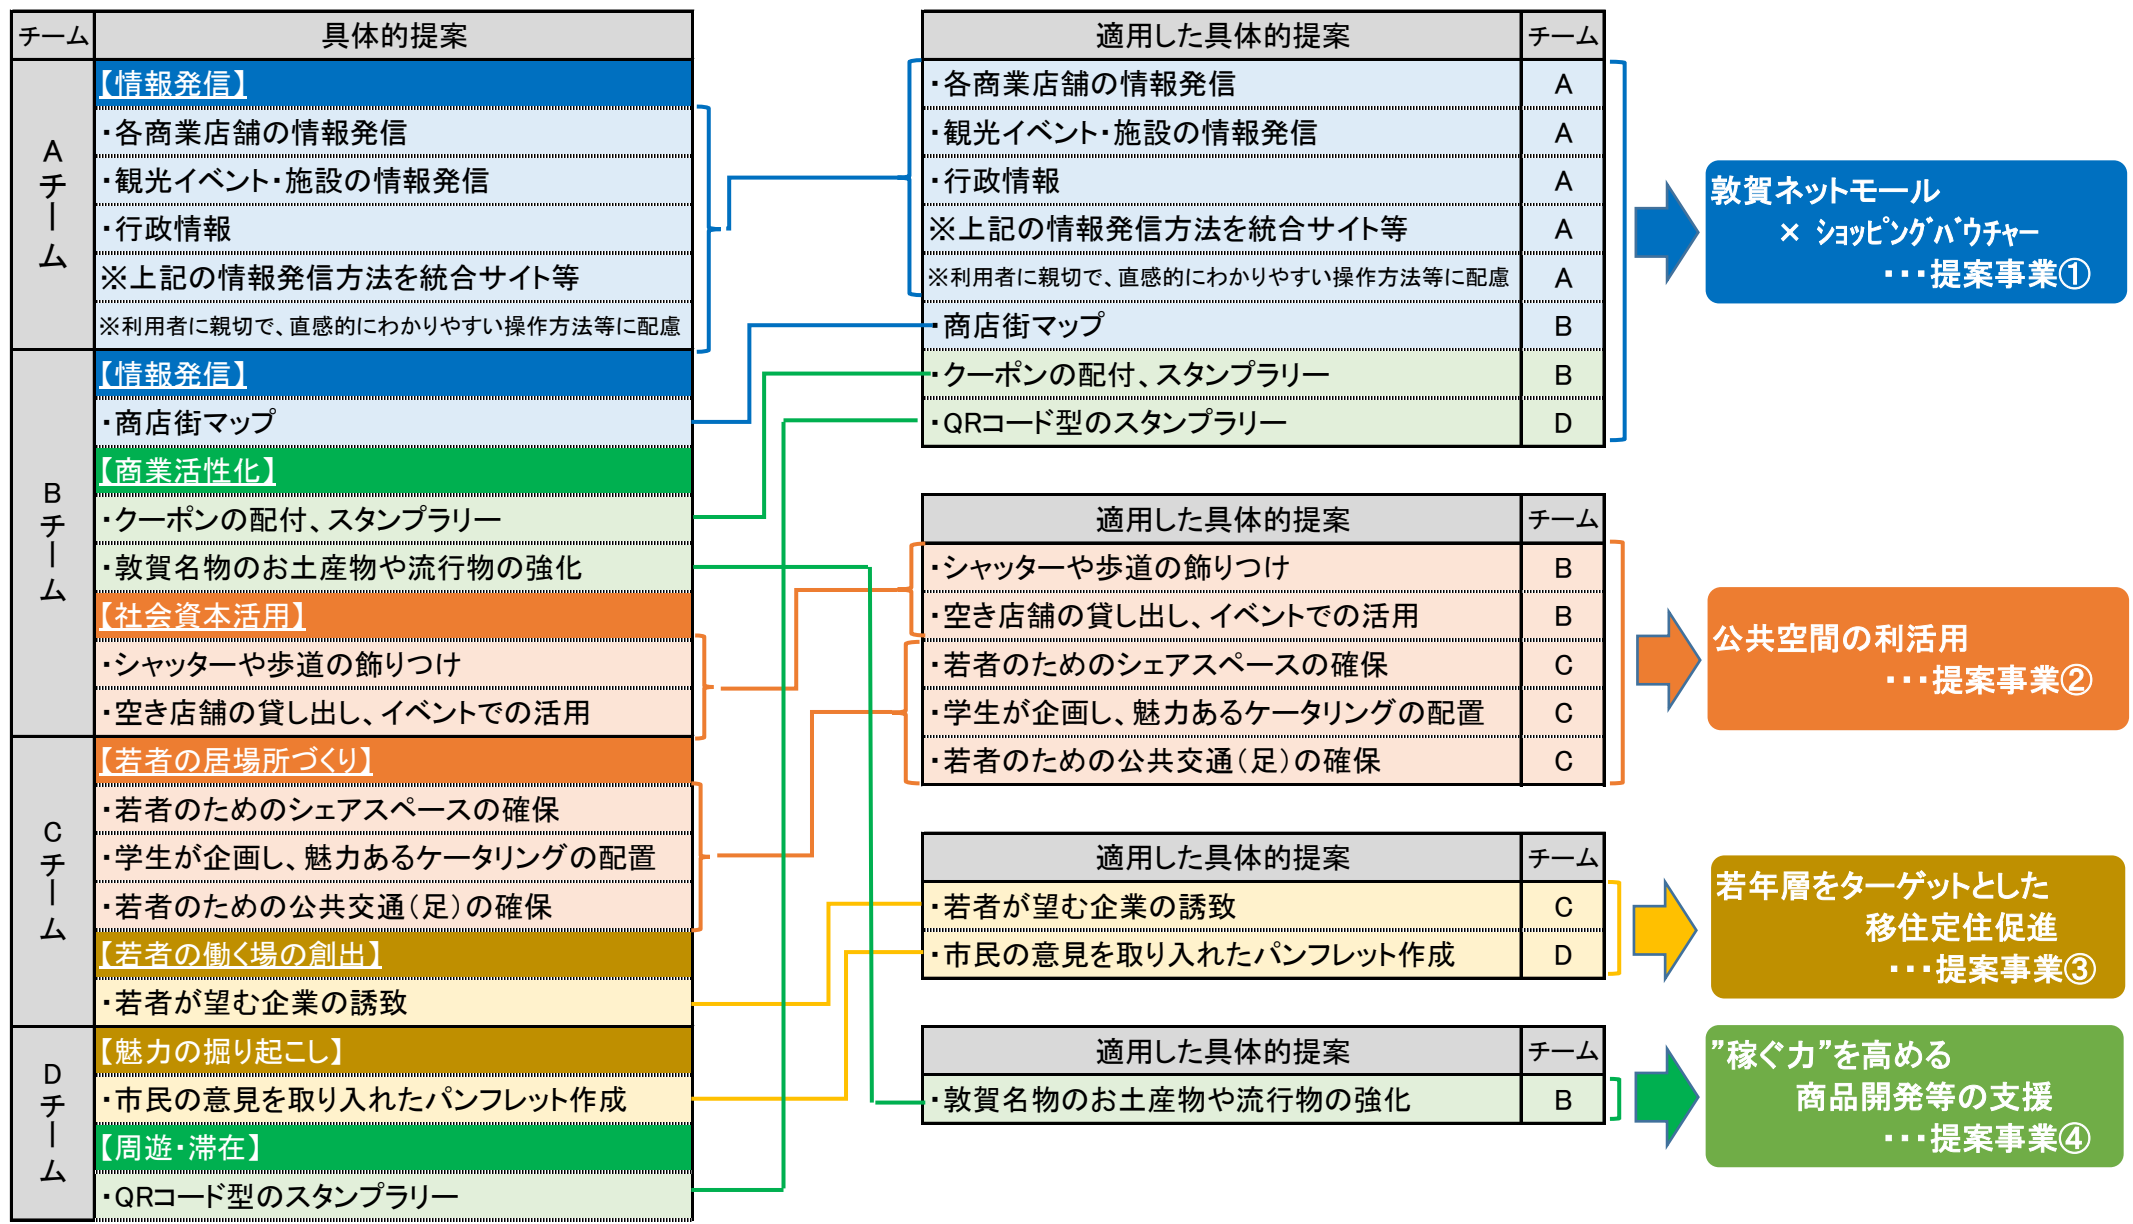 チーム 具体的提案
Aチーム
【情報発信】
・各商業店舗の情報発信
・観光イベント・施設の情報発信
・行政情報
※上記の情報発信方法を統合サイト等
※利用者に親切で、直感的にわかりやすい操作方法等に配慮
Bチーム
【情報発信】
・商店街マップ
【商業活性化】
・クーポンの配付、スタンプラリー
・敦賀名物のお土産物や流行物の強化
【社会資本活用】
・シャッターや歩道の飾りつけ
・空き店舗の貸し出し、イベントでの活用
Cチーム
【若者の居場所づくり】
・若者のためのシェアスペースの確保
・学生が企画し、魅力あるケータリングの配置
・若者のための公共交通（足）の確保
【若者の働く場の創出】
・若者が望む企業の誘致
Dチーム
【魅力の掘り起こし】
・市民の意見を取り入れたパンフレット作成
【周遊・滞在】
・QRコード型のスタンプラリー
適用した具体的提案 チーム
・各商業店舗の情報発信 A
・観光イベント・施設の情報発信 A
・行政情報 A
※上記の情報発信方法を統合サイト等 A
※利用者に親切で、直感的にわかりやすい操作方法等に配慮 A
・商店街マップ B
・クーポンの配付、スタンプラリー B
・QRコード型のスタンプラリー D
敦賀ネットモール
× ｼｮｯﾋﾟﾝｸﾞﾊﾞｳﾁｬｰ
・・・提案事業①
適用した具体的提案 チーム
・シャッターや歩道の飾りつけ B
・空き店舗の貸し出し、イベントでの活用 B
・若者のためのシェアスペースの確保 C
・学生が企画し、魅力あるケータリングの配置 C
・若者のための公共交通（足）の確保 C
公共空間の利活用
・・・提案事業②
適用した具体的提案 チーム
・若者が望む企業の誘致 C
・市民の意見を取り入れたパンフレット作成 D
若年層をターゲットとした
移住定住促進
・・・提案事業③
適用した具体的提案 チーム
・敦賀名物のお土産物や流行物の強化 B
”稼ぐ力”を高める
商品開発等の支援
・・・提案事業④